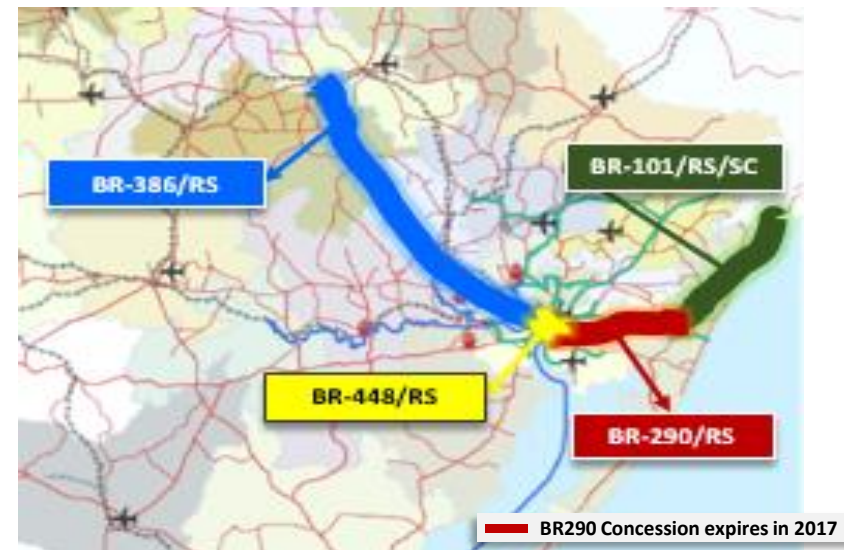 BR-101/RS/SC
BR-386/RS
BR-448/RS
BR-290/RS
BR290 Concession expires in 2017